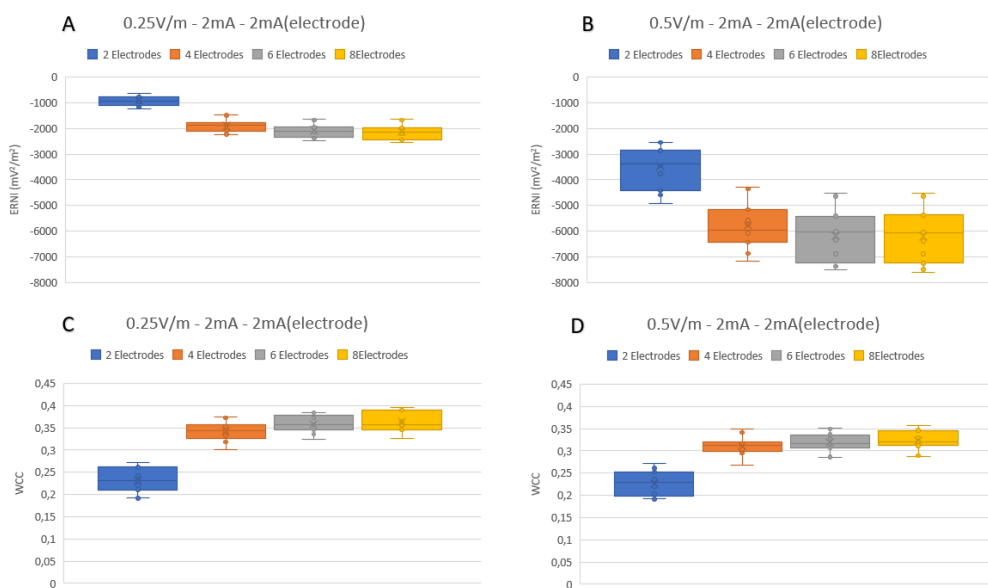 A
0.25V/m - 2mA - 2mA(electrode)
2 Electrodes 4 Electrodes 6 Electrodes 8Electrodes
0
-1000
-2000
-3000
-4000
-5000
-6000
-7000
-8000
ERNI (mV²/m²)
B
0.5V/m - 2mA - 2mA(electrode)
2 Electrodes 4 Electrodes 6 Electrodes 8Electrodes
0
-1000
-2000
-3000
-4000
-5000
-6000
-7000
-8000
ERNI (mV²/m²)
C
0.25V/m - 2mA - 2mA(electrode)
2 Electrodes 4 Electrodes 6 Electrodes 8Electrodes
0,45
0,4
0,35
0,3
0,25
0,2
0,15
0,1
0,05
0
WCC
D
0.5V/m - 2mA - 2mA(electrode)
2 Electrodes 4 Electrodes 6 Electrodes 8Electrodes
0,45
0,4
0,35
0,3
0,25
0,2
0,15
0,1
0,05
0
WCC